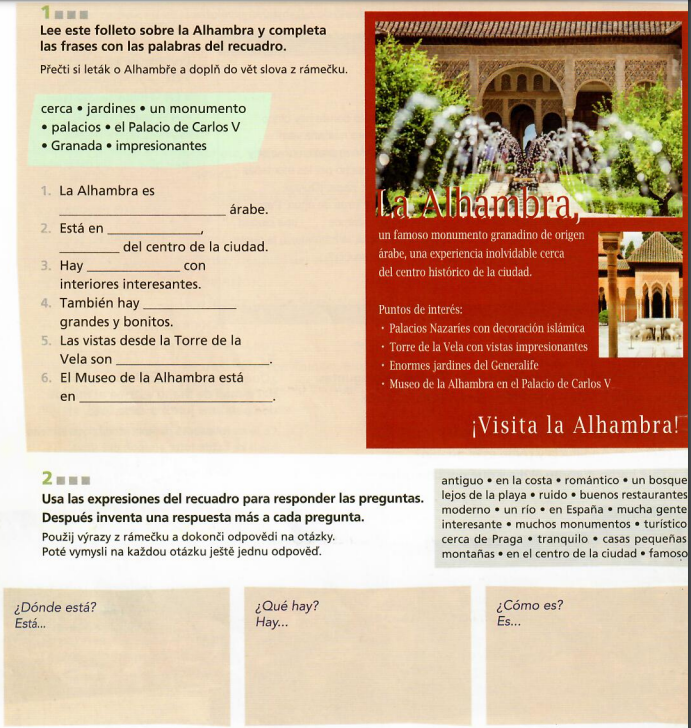 1
Lee este folleto sobre la Alhambra y completa
las frases con las palabras del recuadro.
Přečti si leták o Alhambře a doplň do vět slova z rámečku.
cerca • jardines • un monumento
• palacios • el Palacio de Carlos V
• Granada • impresionantes
1. La Alhambra es
____________ árabe.
2. Está en ____________,
________ del centro de la ciudad.
3. Hay ____________ con
interiores interesantes.
4. También hay ____________
grandes y bonitos.
5. Las vistas desde la Torre de la
Vela son ____________.
6. El Museo de la Alhambra está
en ____________.
La Alhambra,
un famoso monumento granadino de origen
árabe, una experiencia inolvidable cerca
del centro histórico de la ciudad.
Puntos de interés:
• Palacios Nazaríes con decoración islámica
• Torre de la Vela con vistas impresionantes
• Enormes jardines del Generalife
• Museo de la Alhambra en el Palacio de Carlos V
¡Visita la Alhambra!
2
Usa las expresiones del recuadro para responder las preguntas.
Después inventa una respuesta más a cada pregunta.
Použij výrazy z rámečku a dokonči odpovědi na otázky.
Poté vymysli na každou otázku ještě jednu odpověď.
antiguo • en la costa • romántico • un bosque
lejos de la playa • ruido • buenos restaurantes
moderno • un río • en España • mucha gente
interesante • muchos monumentos • turístico
cerca de Praga • tranquilo • casas pequeñas
montañas • en el centro de la ciudad • famoso
¿Dónde está?
Está...
¿Qué hay?
Hay...
¿Cómo es?
Es...